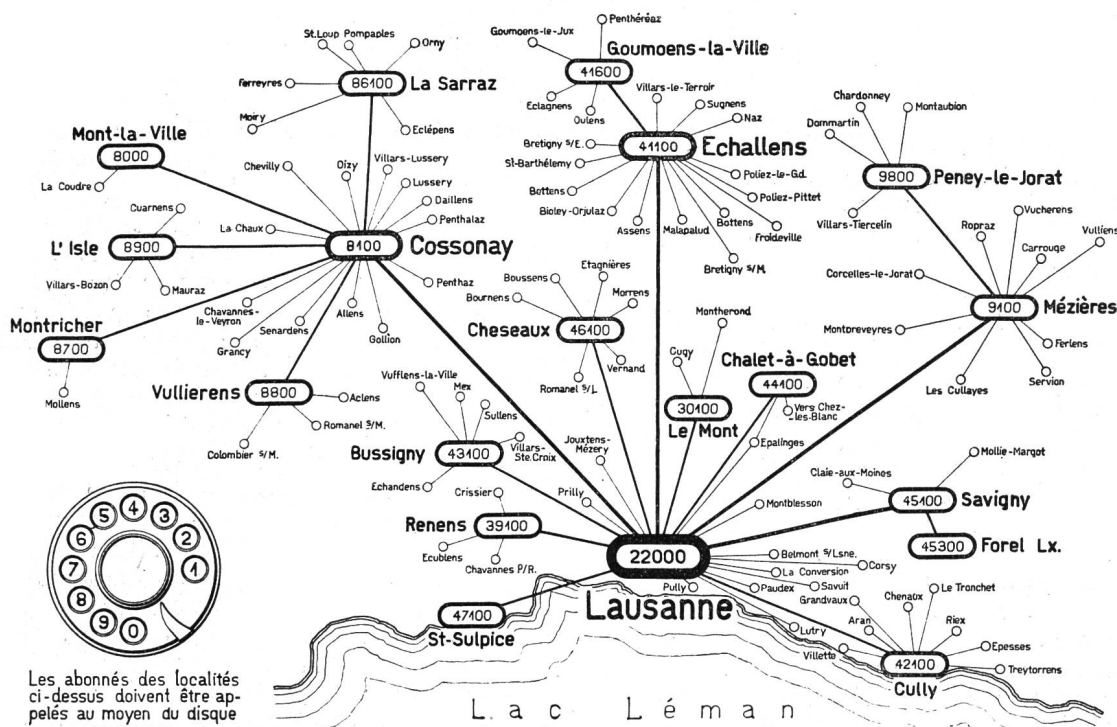 Penthéréaz
Goumoens-le-Jux
Goumoens-la-Ville
41600
Eclagnens
Oulens
St.Loup
Pompaples
Orny
Ferreyres
86100
La Sarraz
Moiry
Eclépens
Mont-la-Ville
8000
La Coudre
Chevilly
Dizy
Villars-Lussery
Lussery
Daillens
Penthalaz
Cuarnens
La Chaux
L'Isle
8900
8100
Cossonay
Villars-Bozon
Mauraz
Penthaz
Chavannes-
le-Veyron
Allens
Senardens
Gollion
Grancy
Montricher
8700
Mollens
Vullierens
8800
Aclens
Romanel S/M.
Colombier S/M.
Villars-le-Terroir
Sugnens
Naz
Bretigny S/E.
41100
Echallens
St-Barthélemy
Poliez-le-Gd.
Bottens
Poliez-Pittet
Bioley-Orjulaz
Bottens
Assens
Malapalud
Froideville
Bretigny S/M.
Chardonney
Montaubion
Dommartin
9800
Peney-le-Jorat
Villars-Tiercelin
Vucherens
Ropraz
Vulliens
Carrouge
Corcelles-le-Jorat
9100
Mézières
Montpreveyres
Ferlens
Servion
Les Cullayes
Etagnières
Boussens
Bournens
Morrens
Cheseaux
46100
Vernand
Romanel S/L.
Montherond
Cugy
30100
Le Mont
Chalet-à-Gobet
44100
Vers Chez-
les-Blanc
Epalinges
Montblesson
Vufflens-la-Ville
Mex
Sullens
Bussigny
43100
Villars-
Ste.Croix
Echandens
Jouxtens-
Mézery
Prilly
Crissier
Renens
39100
Ecublens
Chavannes P/R.
Mollie-Margot
Claie-aux-Moines
45100
Savigny
45300
Forel Lx.
22000
Lausanne
Belmont S/Lsne.
Corsy
La Conversion
Savuit
Pully
Paudex
Lutry
47100
St-Sulpice
Le Tronchet
Chenaux
Grandvaux
Aran
Riex
Villette
Epesses
42100
Treytorrens
Cully
5 4 3
6 2
7 1
8
9 0
Les abonnés des localités
ci-dessus doivent être ap-
pelés au moyen du disque
Lac Léman